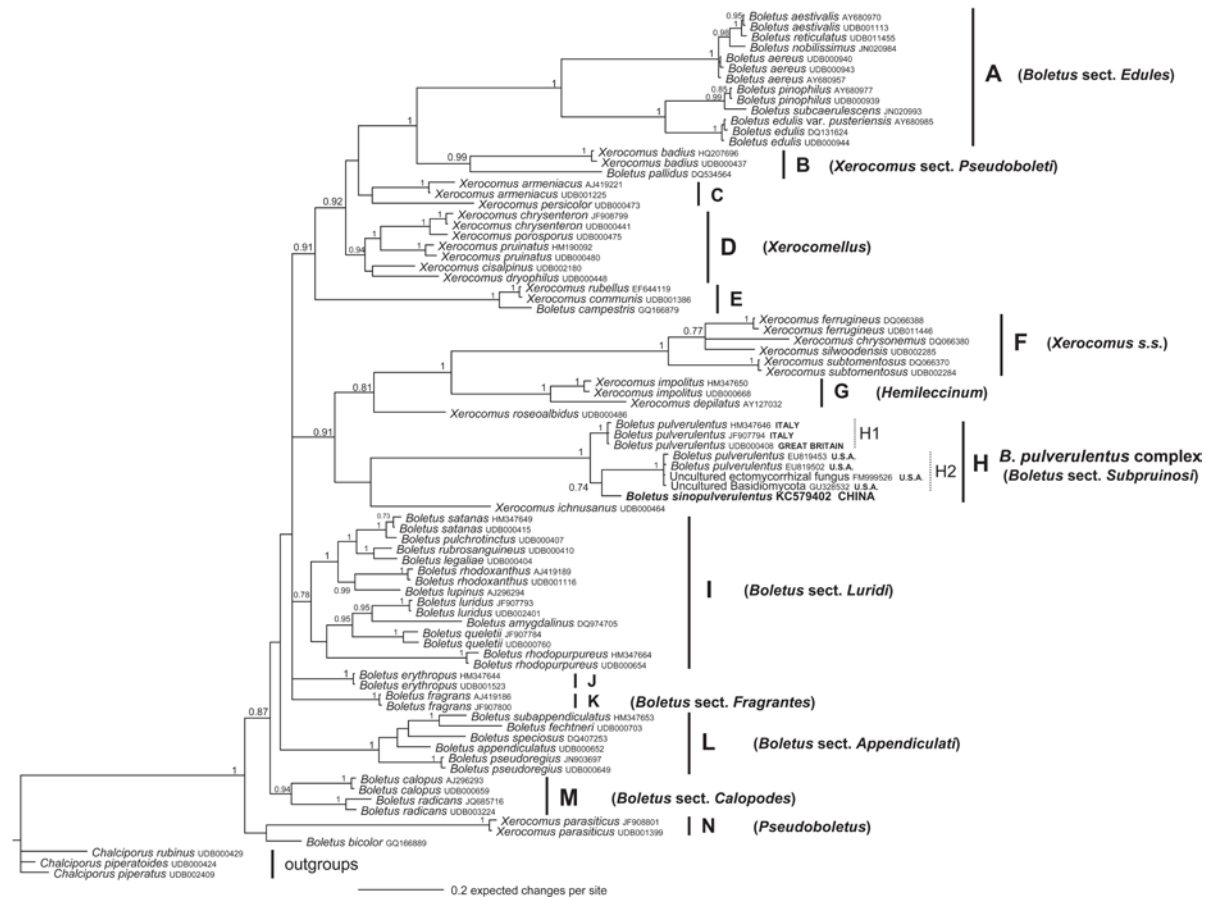 0.95 Boletus aestivalis AY680970
Boletus aestivalis UDB001113
0.98 Boletus reticulatus UDB011455
Boletus nobilissimus JN020984
1 Boletus aereus UDB000940
Boletus aereus UDB000943
Boletus aereus AY680957
A (Boletus sect. Edules)
1
0.85 Boletus pinophilus AY680977
0.99 Boletus pinophilus UDB000939
Boletus subcaerulescens JN020993
1
Boletus edulis var. pusteriensis AY680985
1 Boletus edulis DQ131624
Boletus edulis UDB000944
1
1 Xerocomus badius HQ207696
0.99 Xerocomus badius UDB000437
Boletus pallidus DQ534564
B (Xerocomus sect. Pseudoboleti)
1 Xerocomus armeniacus AJ419221
Xerocomus armeniacus UDB001225
Xerocomus persicolor UDB000473
C
0.92
1 Xerocomus chrysenteron JF908799
1 Xerocomus chrysenteron UDB000441
Xerocomus porosporus UDB000475
1 Xerocomus pruinatus HM190092
0.94 Xerocomus pruinatus UDB000480
Xerocomus cisalpinus UDB002180
Xerocomus dryophilus UDB000448
D (Xerocomellus)
0.91
1 Xerocomus rubellus EF644119
1 Xerocomus communis UDB001386
Boletus campestris GQ166879
E
1 Xerocomus ferrugineus DQ066388
0.77 Xerocomus ferrugineus UDB011446
Xerocomus chrysonemus DQ066380
1 Xerocomus silwoodensis UDB002285
1 Xerocomus subtomentosus DQ066370
Xerocomus subtomentosus UDB002284
F (Xerocomus s.s.)
1
1 Xerocomus impolitus HM347650
1 Xerocomus impolitus UDB000668
Xerocomus depilatus AY127032
G (Hemileccinum)
0.81
Xerocomus roseoalbidus UDB000486
0.91
Boletus pulverulentus HM347646 ITALY
1 Boletus pulverulentus JF907794 ITALY
Boletus pulverulentus UDB000408 GREAT BRITAIN
H1
1
Boletus pulverulentus EU819453 U.S.A.
1 Boletus pulverulentus EU819502 U.S.A.
Uncultured ectomycorrhizal fungus FM999526 U.S.A.
Uncultured Basidiomycota GU328532 U.S.A.
H2
0.74
Boletus sinopulverulentus KC579402 CHINA
H B. pulverulentus complex
(Boletus sect. Subpruinosi)
Xerocomus ichnusanus UDB000464
0.73 Boletus satanas HM347649
1 Boletus satanas UDB000415
Boletus pulchrotinctus UDB000407
1 1 Boletus rubrosanguineus UDB000410
Boletus legaliae UDB000404
1
1 Boletus rhodoxanthus AJ419189
Boletus rhodoxanthus UDB001116
0.99 Boletus lupinus AJ296294
0.78
1 Boletus luridus JF907793
0.95 Boletus luridus UDB002401
Boletus amygdalinus DQ974705
0.95
1 Boletus queletii JF907784
Boletus queletii UDB000760
1 Boletus rhodopurpureus HM347664
Boletus rhodopurpureus UDB000654
I (Boletus sect. Luridi)
1 Boletus erythropus HM347644
Boletus erythropus UDB001523
J
1 Boletus fragrans AJ419186
Boletus fragrans JF907800
K (Boletus sect. Fragrantes)
0.87
1 Boletus subappendiculatus HM347653
Boletus fechtneri UDB000703
Boletus speciosus DQ407253
1 Boletus appendiculatus UDB000652
1 Boletus pseudoregius JN903697
Boletus pseudoregius UDB000649
L (Boletus sect. Appendiculati)
1
1 Boletus calopus AJ296293
Boletus calopus UDB000659
0.94
1 Boletus radicans JQ685716
Boletus radicans UDB003224
M (Boletus sect. Calopodes)
1 Xerocomus parasiticus JF908801
Xerocomus parasiticus UDB001399
N (Pseudoboletus)
Boletus bicolor GQ166889
Chalciporus rubinus UDB000429
Chalciporus piperatoides UDB000424
Chalciporus piperatus UDB002409
outgroups
0.2 expected changes per site